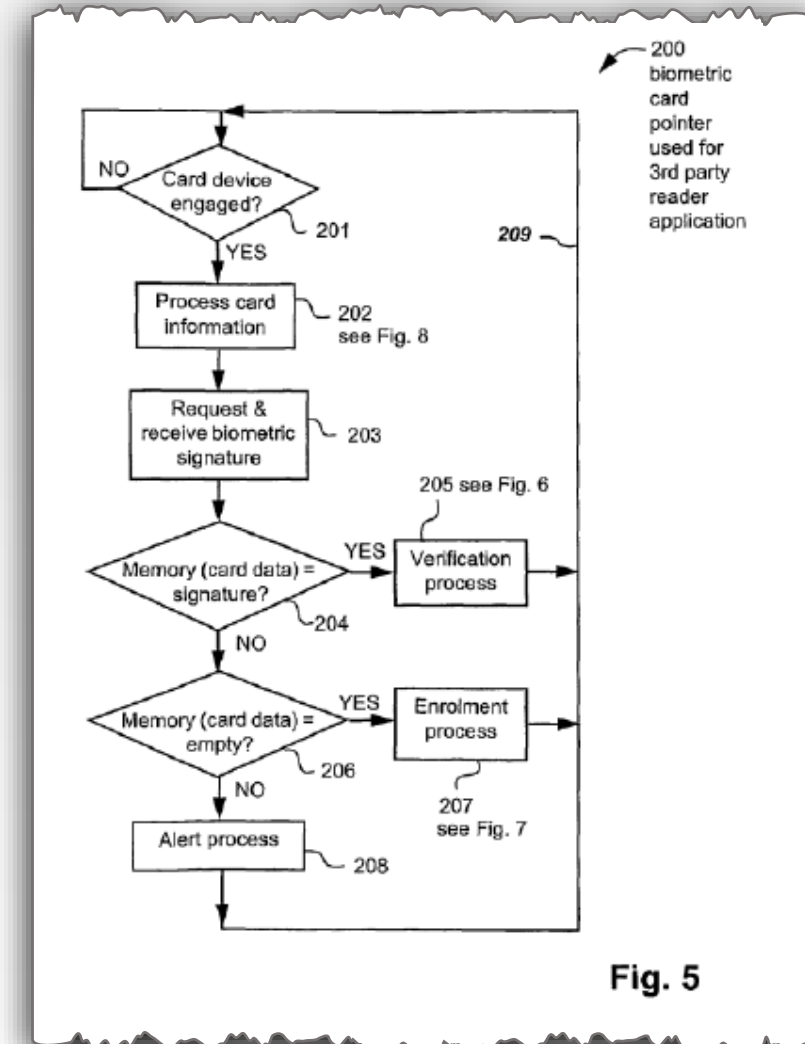 200
biometric
card
pointer
used for
3rd party
reader
application
NO
Card device
engaged?
201
209
YES
Process card
information
202
see Fig. 8
Request &
receive biometric
signature
203
205 see Fig. 6
Memory (card data) =
signature?
YES
Verification
process
204
NO
Memory (card data) =
empty?
YES
Enrolment
process
206
NO
207
see Fig. 7
Alert process
208
Fig. 5